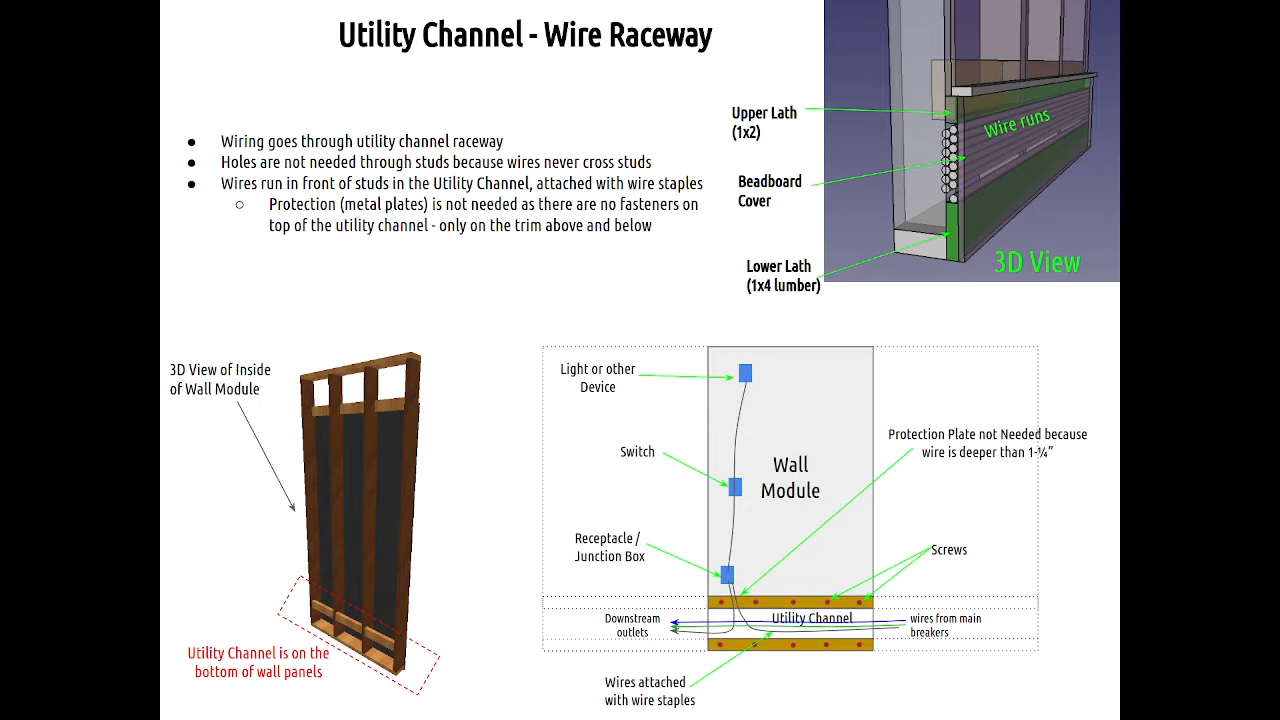 Utility Channel - Wire Raceway
● Wiring goes through utility channel raceway
● Holes are not needed through studs because wires never cross studs
● Wires run in front of studs in the Utility Channel, attached with wire staples
○ Protection (metal plates) is not needed as there are no fasteners on
top of the utility channel - only on the trim above and below
Upper Lath
(1x2)
Wire runs
Beadboard
Cover
Lower Lath
(1x4 lumber)
3D View
3D View of Inside
of Wall Module
Utility Channel is on the
bottom of wall panels
Light or other
Device
Switch
Wall
Module
Protection Plate not Needed because
wire is deeper than 1-¼"
Receptacle /
Junction Box
Screws
Downstream
outlets
Utility Channel
wires from main
breakers
Wires attached
with wire staples